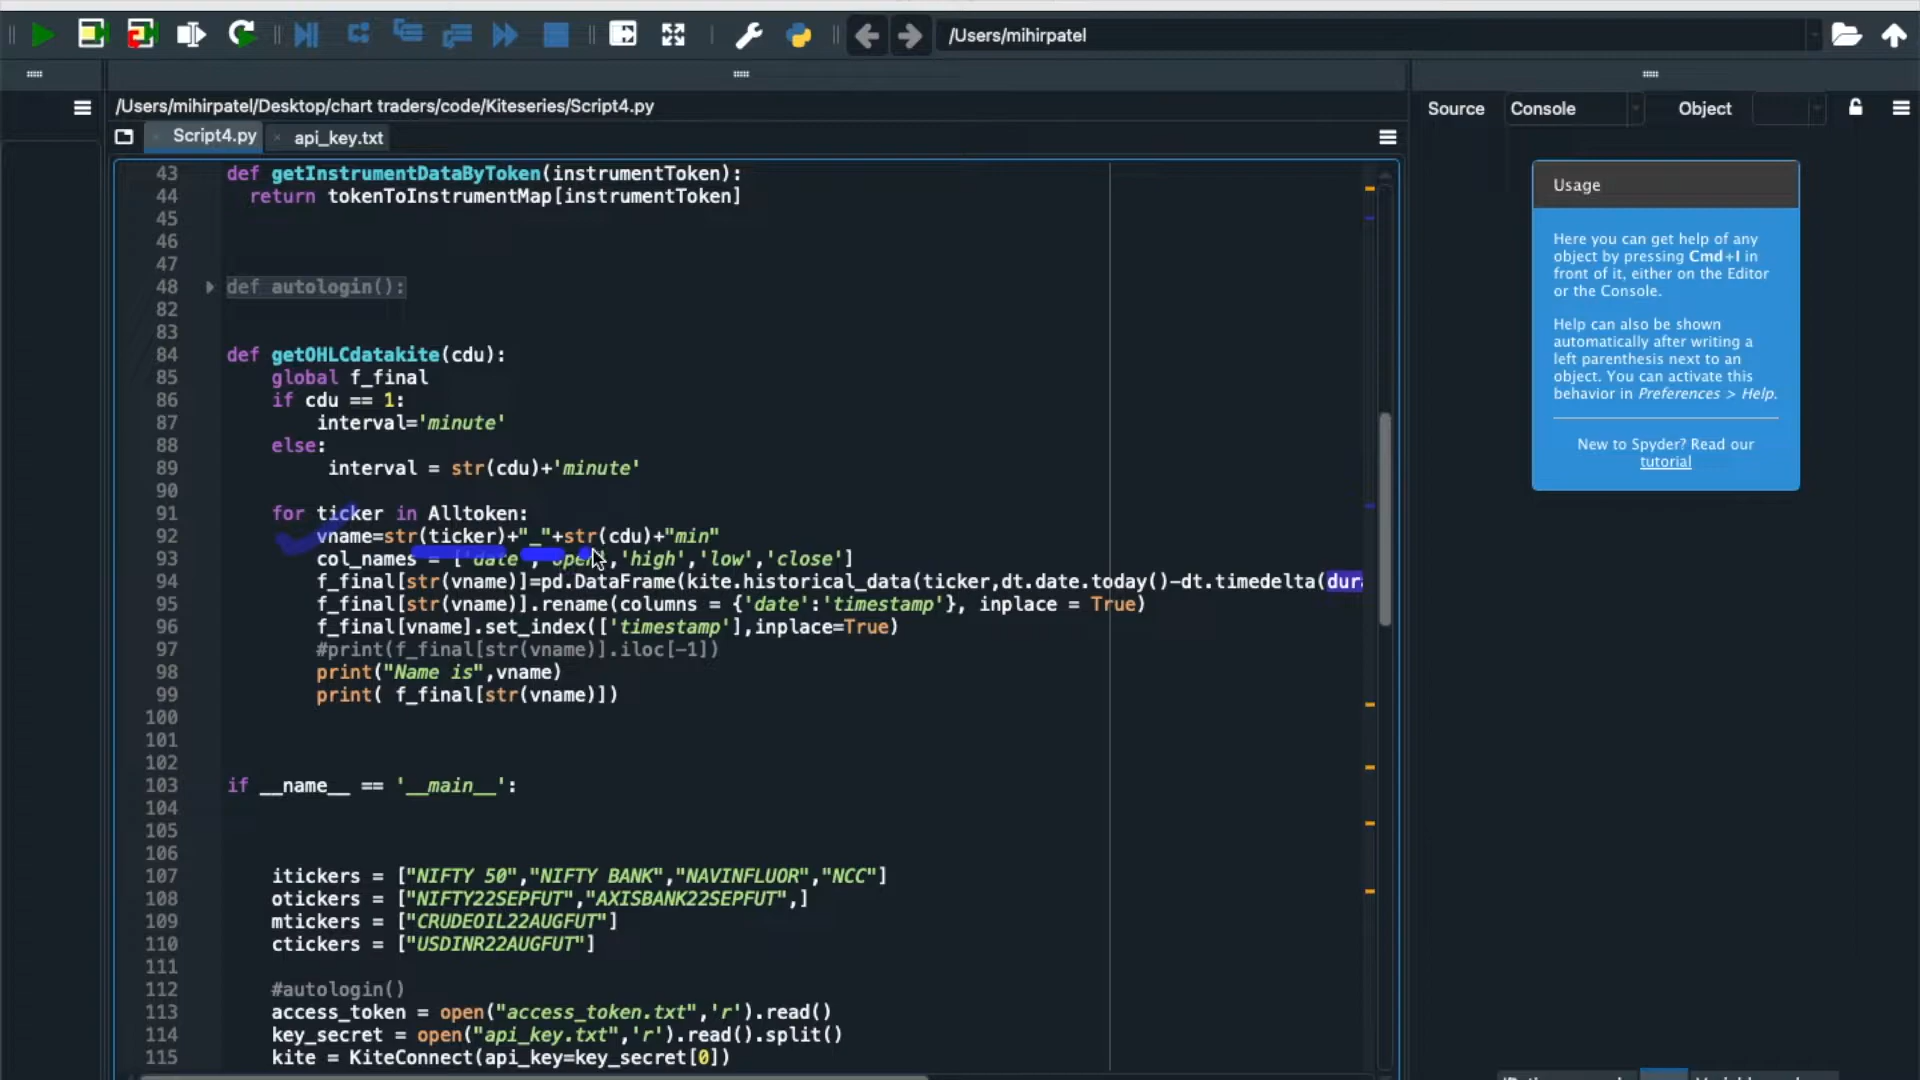 /Users/mihirpatel
/Users/mihirpatel/Desktop/chart traders/code/Kiteseries/Script4.py
Source Console Object
Script4.py api_key.txt
43 def getInstrumentDataByToken(instrumentToken):
44 return tokenToInstrumentMap[instrumentToken]
45
46
47
48 def autologin():
82
83
84 def getOHLCdatakite(cdu):
85 global f_final
86 if cdu == 1:
87 interval='minute'
88 else:
89 interval = str(cdu)+'minute'
90
91 for ticker in Alltoken:
92 vname=str(ticker)+"_"+str(cdu)+"min"
93 col_names = ['date','open','high','low','close']
94 f_final[str(vname)]=pd.DataFrame(kite.historical_data(ticker,dt.date.today()-dt.timedelta(dur
95 f_final[str(vname)].rename(columns = {'date':'timestamp'}, inplace = True)
96 f_final[vname].set_index(['timestamp'],inplace=True)
97 #print(f_final[str(vname)].iloc[-1])
98 print("Name is",vname)
99 print( f_final[str(vname)])
100
101
102
103 if __name__ == '__main__':
104
105
106
107 itickers = ["NIFTY 50","NIFTY BANK","NAVINFLUOR","NCC"]
108 otickers = ["NIFTY22SEPFUT","AXISBANK22SEPFUT",]
109 mtickers = ["CRUDEOIL22AUGFUT"]
110 ctickers = ["USDINR22AUGFUT"]
111
112 #autologin()
113 access_token = open("access_token.txt",'r').read()
114 key_secret = open("api_key.txt",'r').read().split()
115 kite = KiteConnect(api_key=key_secret[0])
Usage
Here you can get help of any
object by pressing Cmd+I in
front of it, either on the Editor
or the Console.
Help can also be shown
automatically after writing a
left parenthesis next to an
object. You can activate this
behavior in Preferences > Help.
New to Spyder? Read our
tutorial